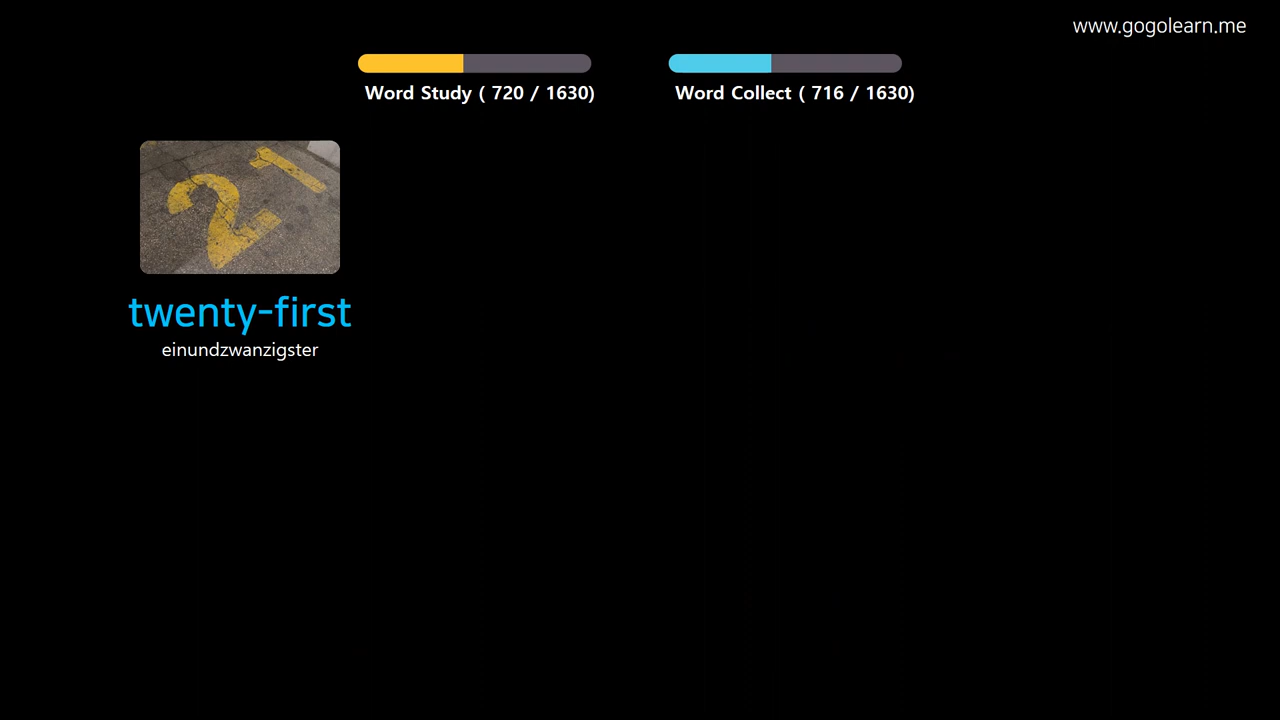 www.gogolearn.me
Word Study ( 720 / 1630)
Word Collect ( 716 / 1630)
21
twenty-first
einundzwanzigster